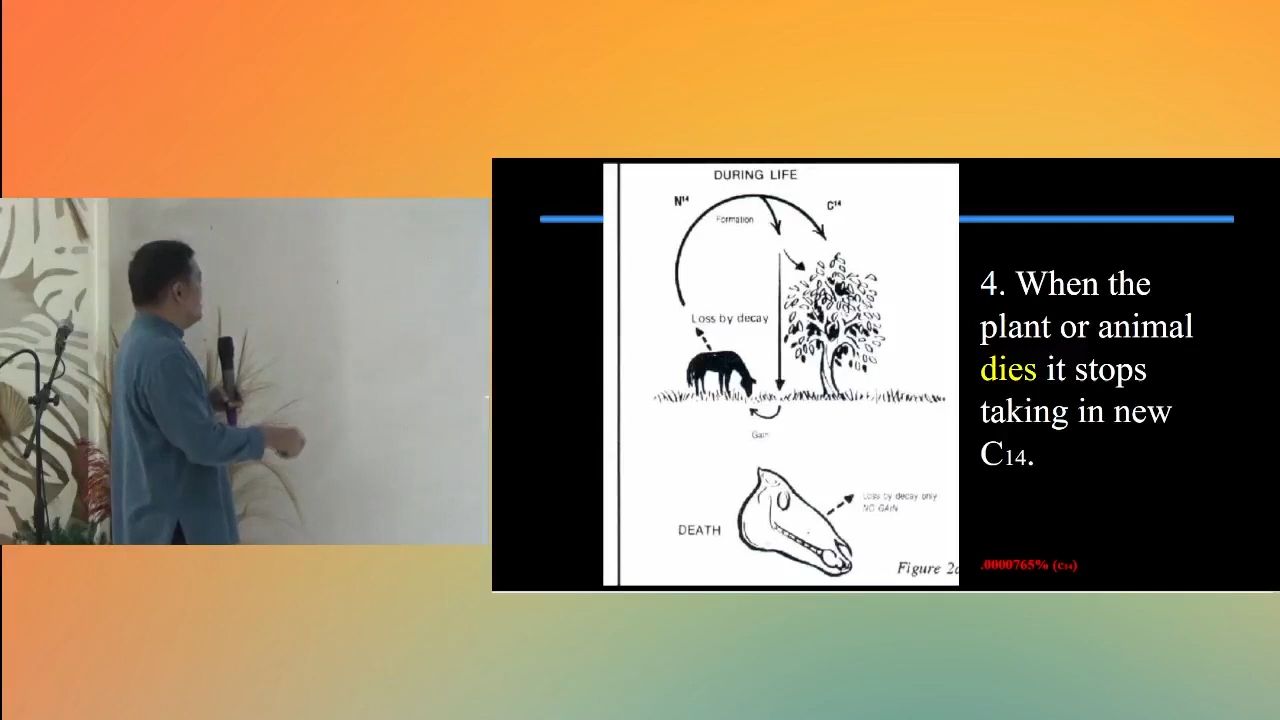 DURING LIFE
N¹⁴
C¹⁴
Formation
Loss by decay
Gain
Loss by decay only
NO GAIN
DEATH
Figure 2
4. When the
plant or animal
dies it stops
taking in new
C₁₄.
.0000765% (C₁₄)